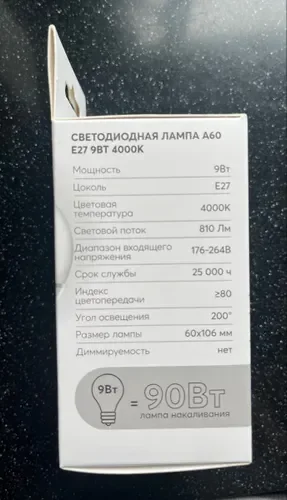 СВЕТОДИОДНАЯ ЛАМПА А60
Е27 9ВТ 4000К
Мощность 9Вт
Цоколь Е27
Цветовая
температура 4000К
Световой поток 810 Лм
Диапазон входящего
напряжения 176-264В
Срок службы 25 000 ч
Индекс
цветопередачи ≥80
Угол освещения 200°
Размер лампы 60х106 мм
Диммируемость нет
9Вт = 90Вт
лампа накаливания